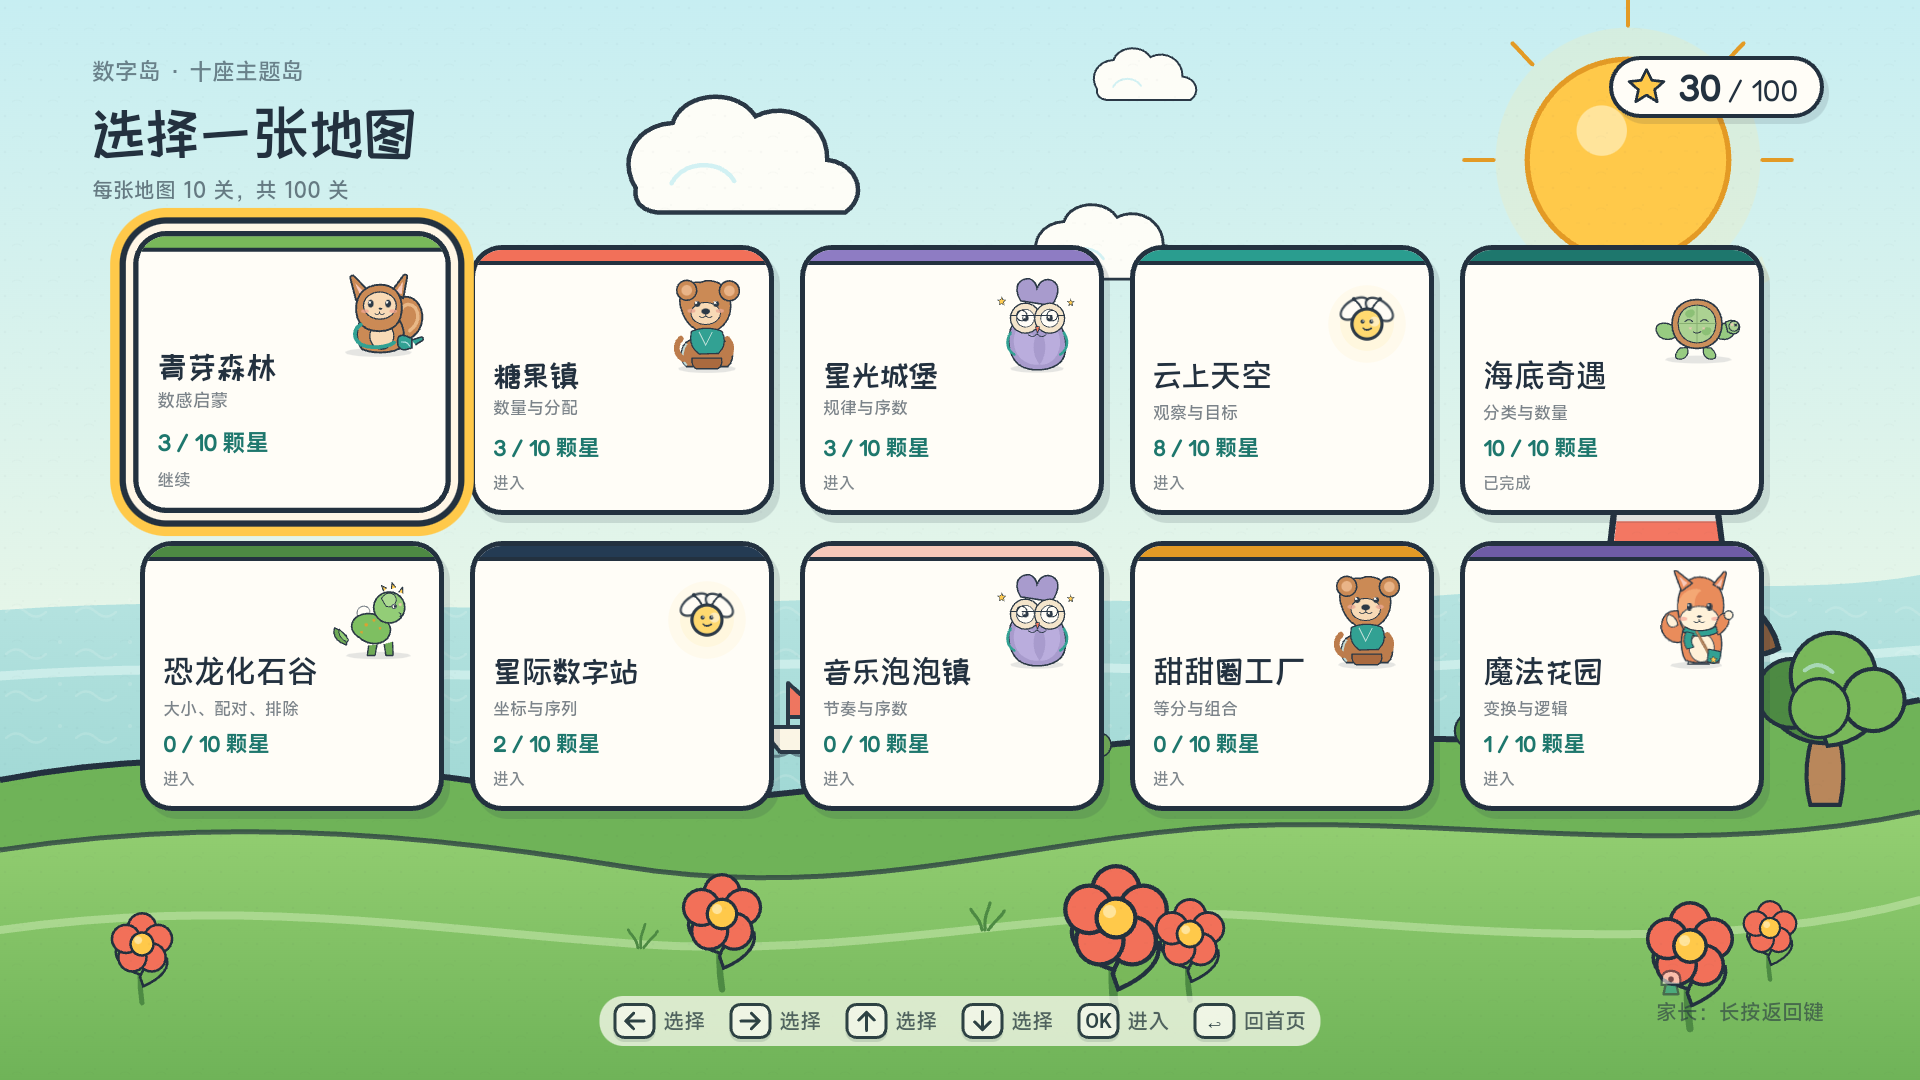 数字岛 · 十座主题岛
选择一张地图
每张地图 10 关，共 100 关
30 / 100
青芽森林
数感启蒙
3 / 10 颗星
继续
糖果镇
数量与分配
3 / 10 颗星
进入
星光城堡
规律与序数
3 / 10 颗星
进入
云上天空
观察与目标
8 / 10 颗星
进入
海底奇遇
分类与数量
10 / 10 颗星
已完成
恐龙化石谷
大小、配对、排除
0 / 10 颗星
进入
星际数字站
坐标与序列
2 / 10 颗星
进入
音乐泡泡镇
节奏与序数
0 / 10 颗星
进入
甜甜圈工厂
等分与组合
0 / 10 颗星
进入
魔法花园
变换与逻辑
1 / 10 颗星
进入
← 选择 → 选择 ↑ 选择 ↓ 选择 OK 进入 ↩ 回首页
家长：长按返回键